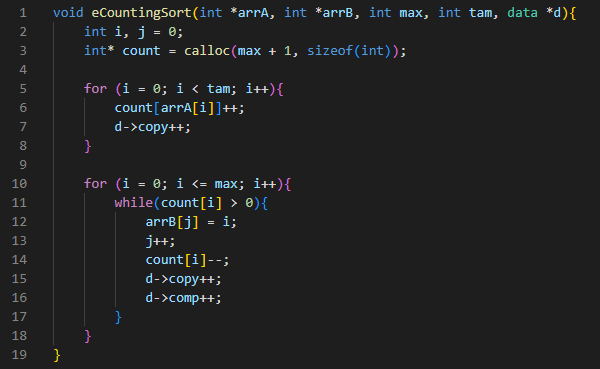 1 void eCountingSort(int *arrA, int *arrB, int max, int tam, data *d){
2     int i, j = 0;
3     int* count = calloc(max + 1, sizeof(int));
4
5     for (i = 0; i < tam; i++){
6         count[arrA[i]]++;
7         d->copy++;
8     }
9
10     for (i = 0; i <= max; i++){
11         while(count[i] > 0){
12             arrB[j] = i;
13             j++;
14             count[i]--;
15             d->copy++;
16             d->comp++;
17         }
18     }
19 }